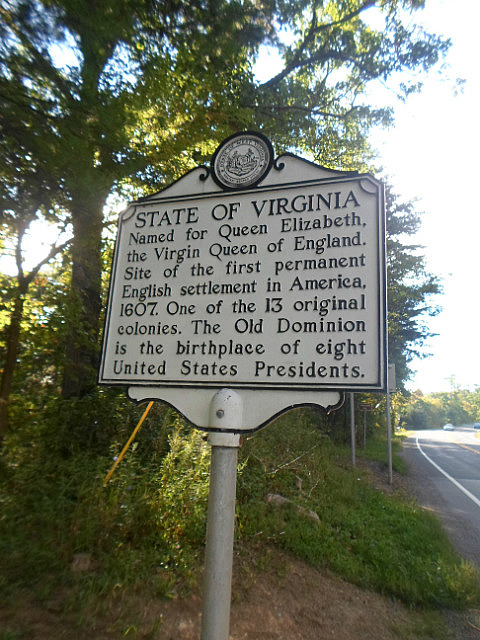 STATE OF VIRGINIA
Named for Queen Elizabeth,
the Virgin Queen of England.
Site of the first permanent
English settlement in America,
1607. One of the 13 original
colonies. The Old Dominion
is the birthplace of eight
United States Presidents.